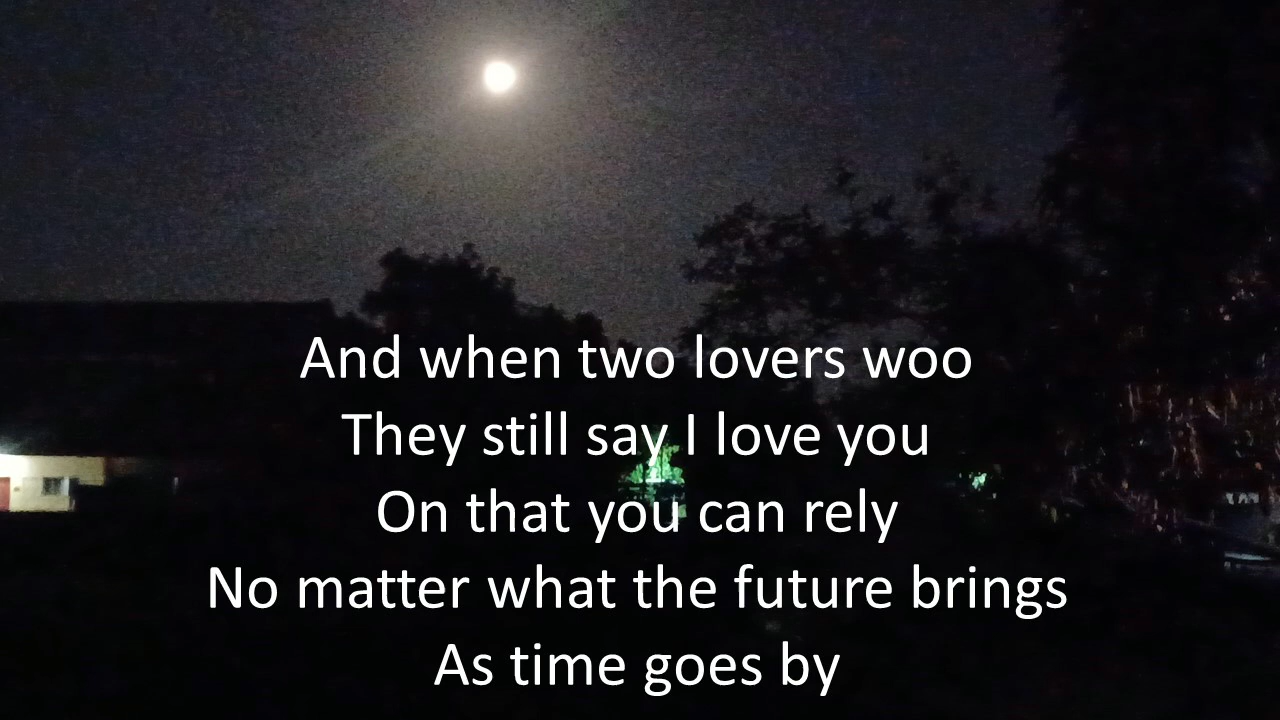 And when two lovers woo
They still say I love you
On that you can rely
No matter what the future brings
As time goes by